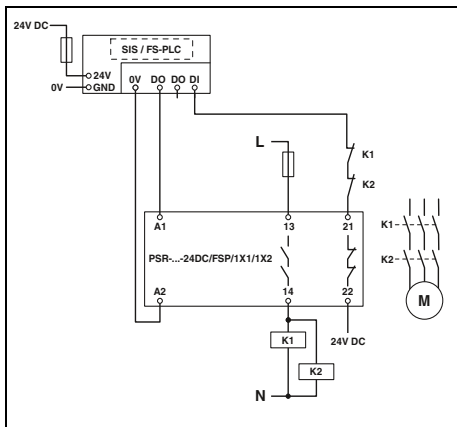 24V DC
SIS / FS-PLC
24V
0V
GND
0V DO DO DI
K1
L
K2
A1 13 21
K1
PSR-...-24DC/FSP/1X1/1X2
K2
A2 14 22
M
K1
24V DC
K2
N